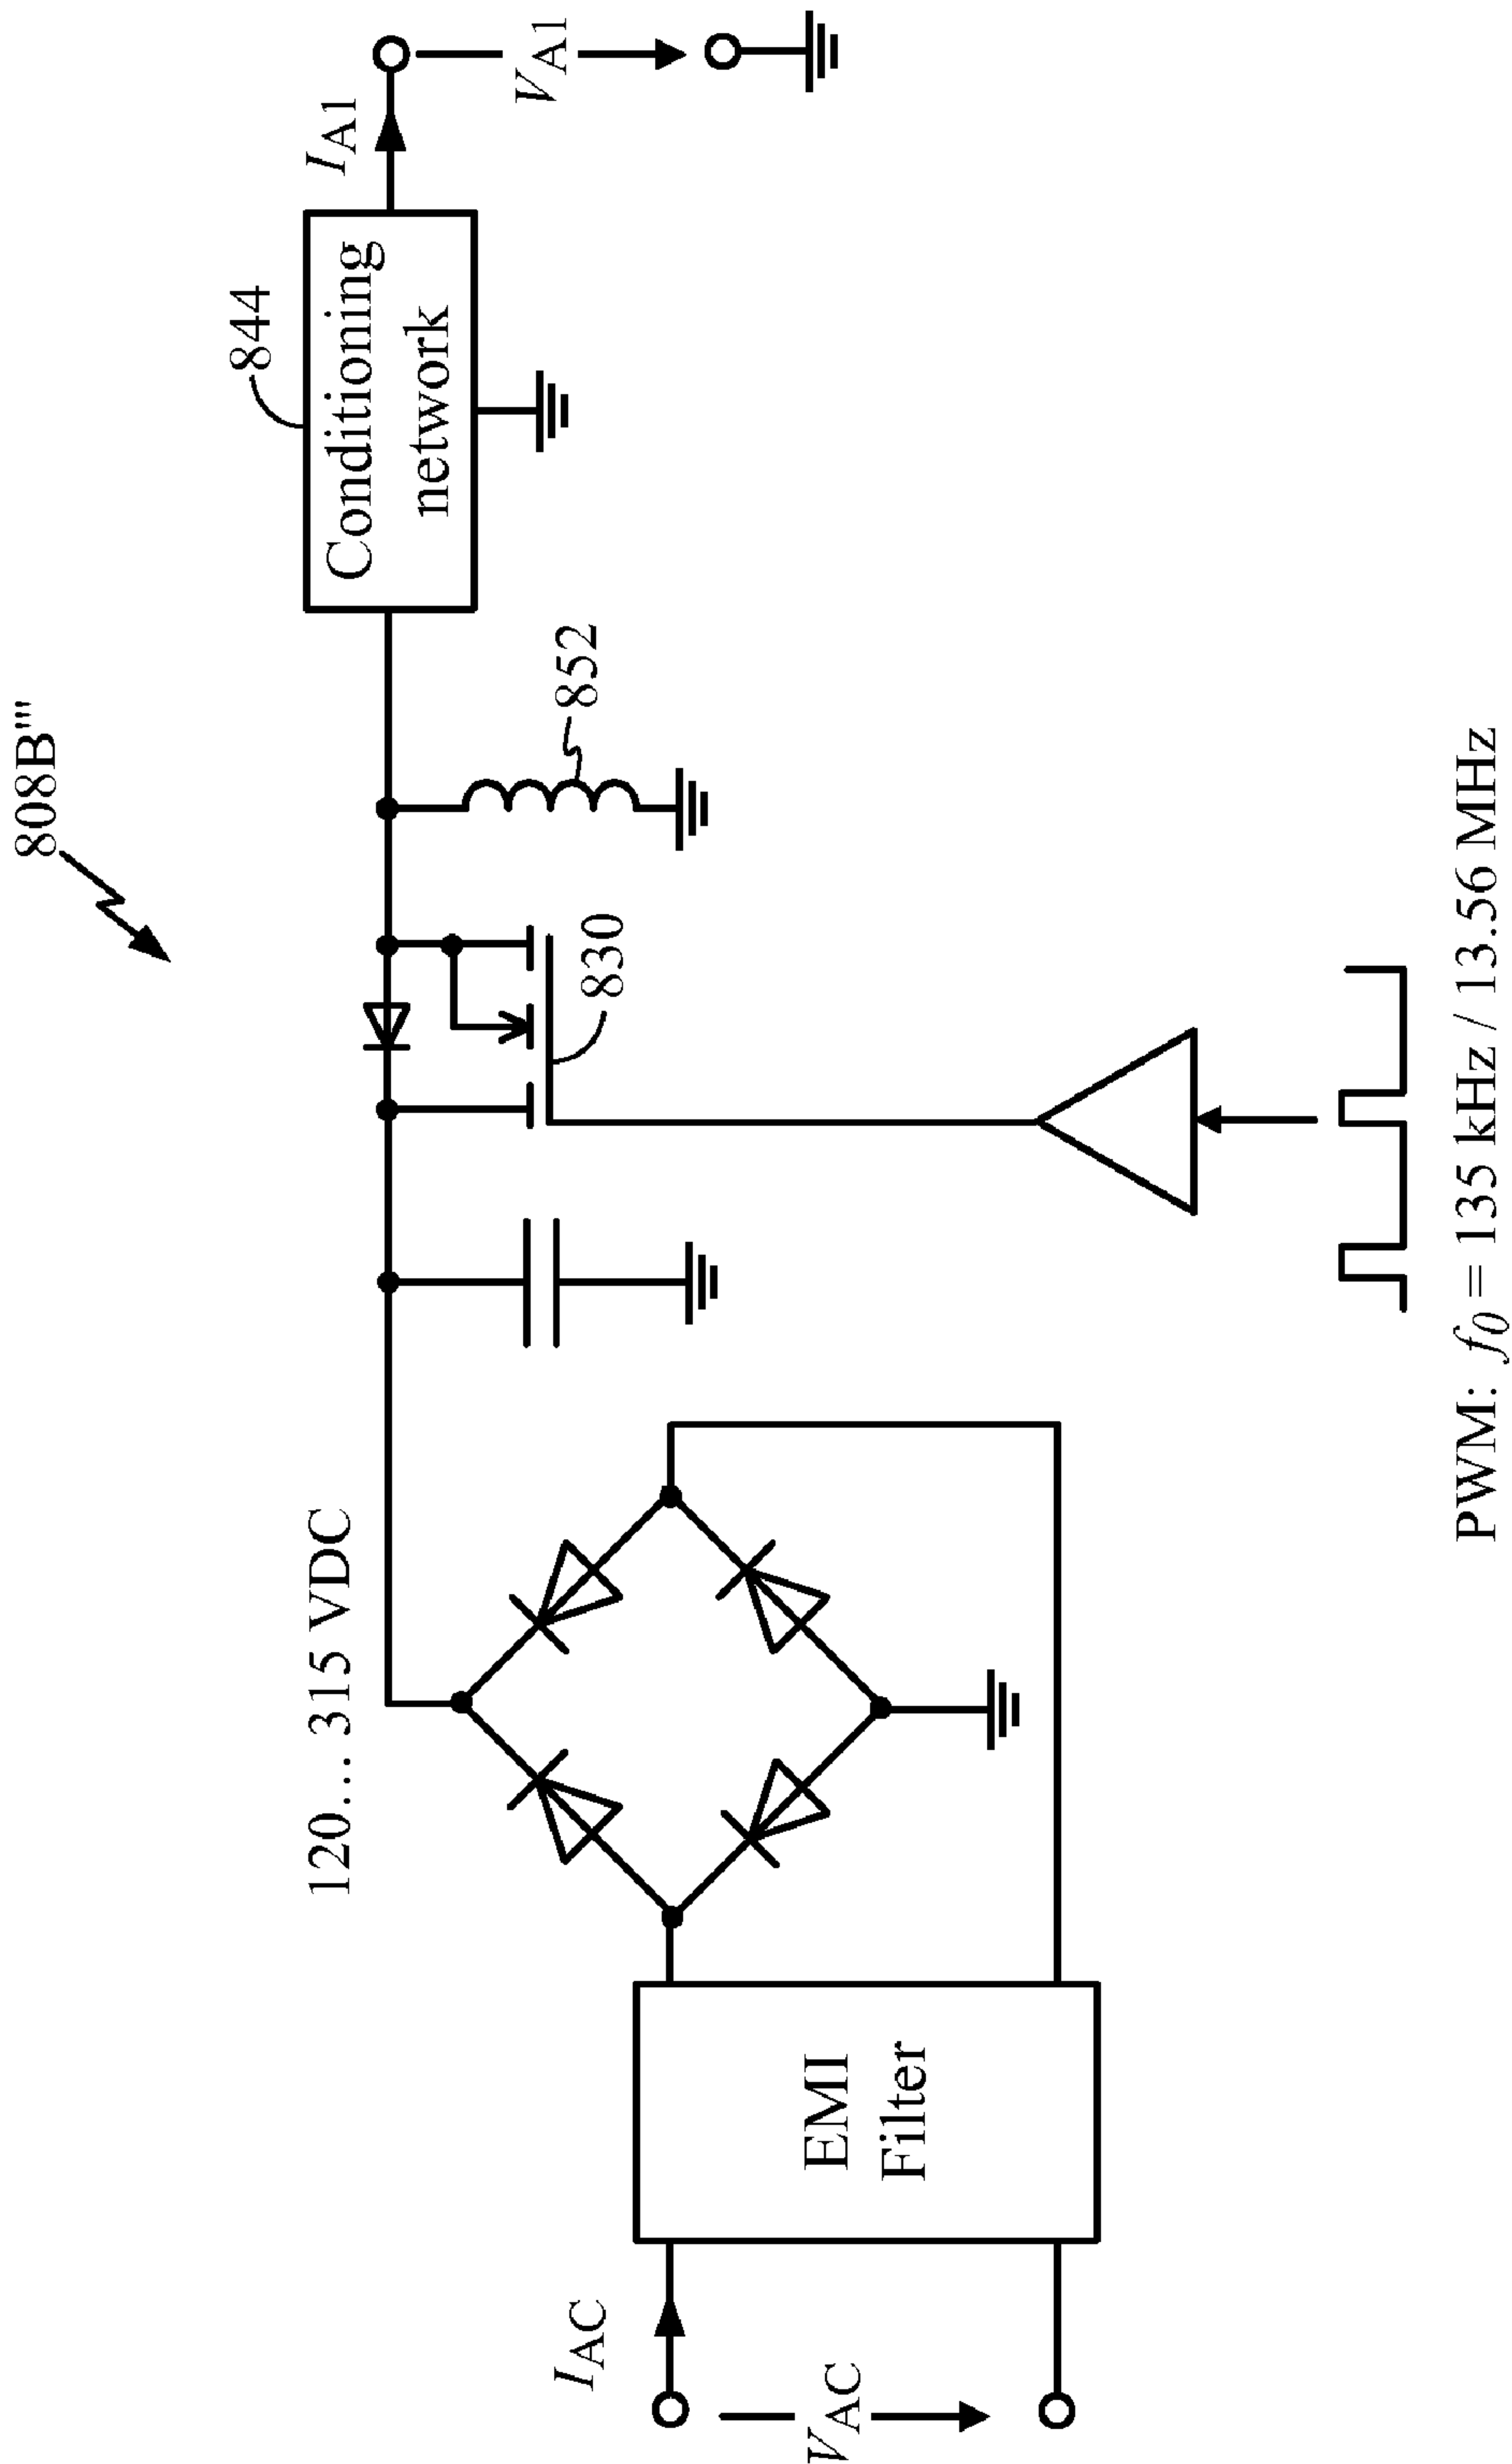 808B''''
844
Conditioning
network
I_A1
V_A1
852
830
120... 315 VDC
EMI
Filter
I_AC
V_AC
PWM: f_0 = 135 kHz / 13.56 MHz